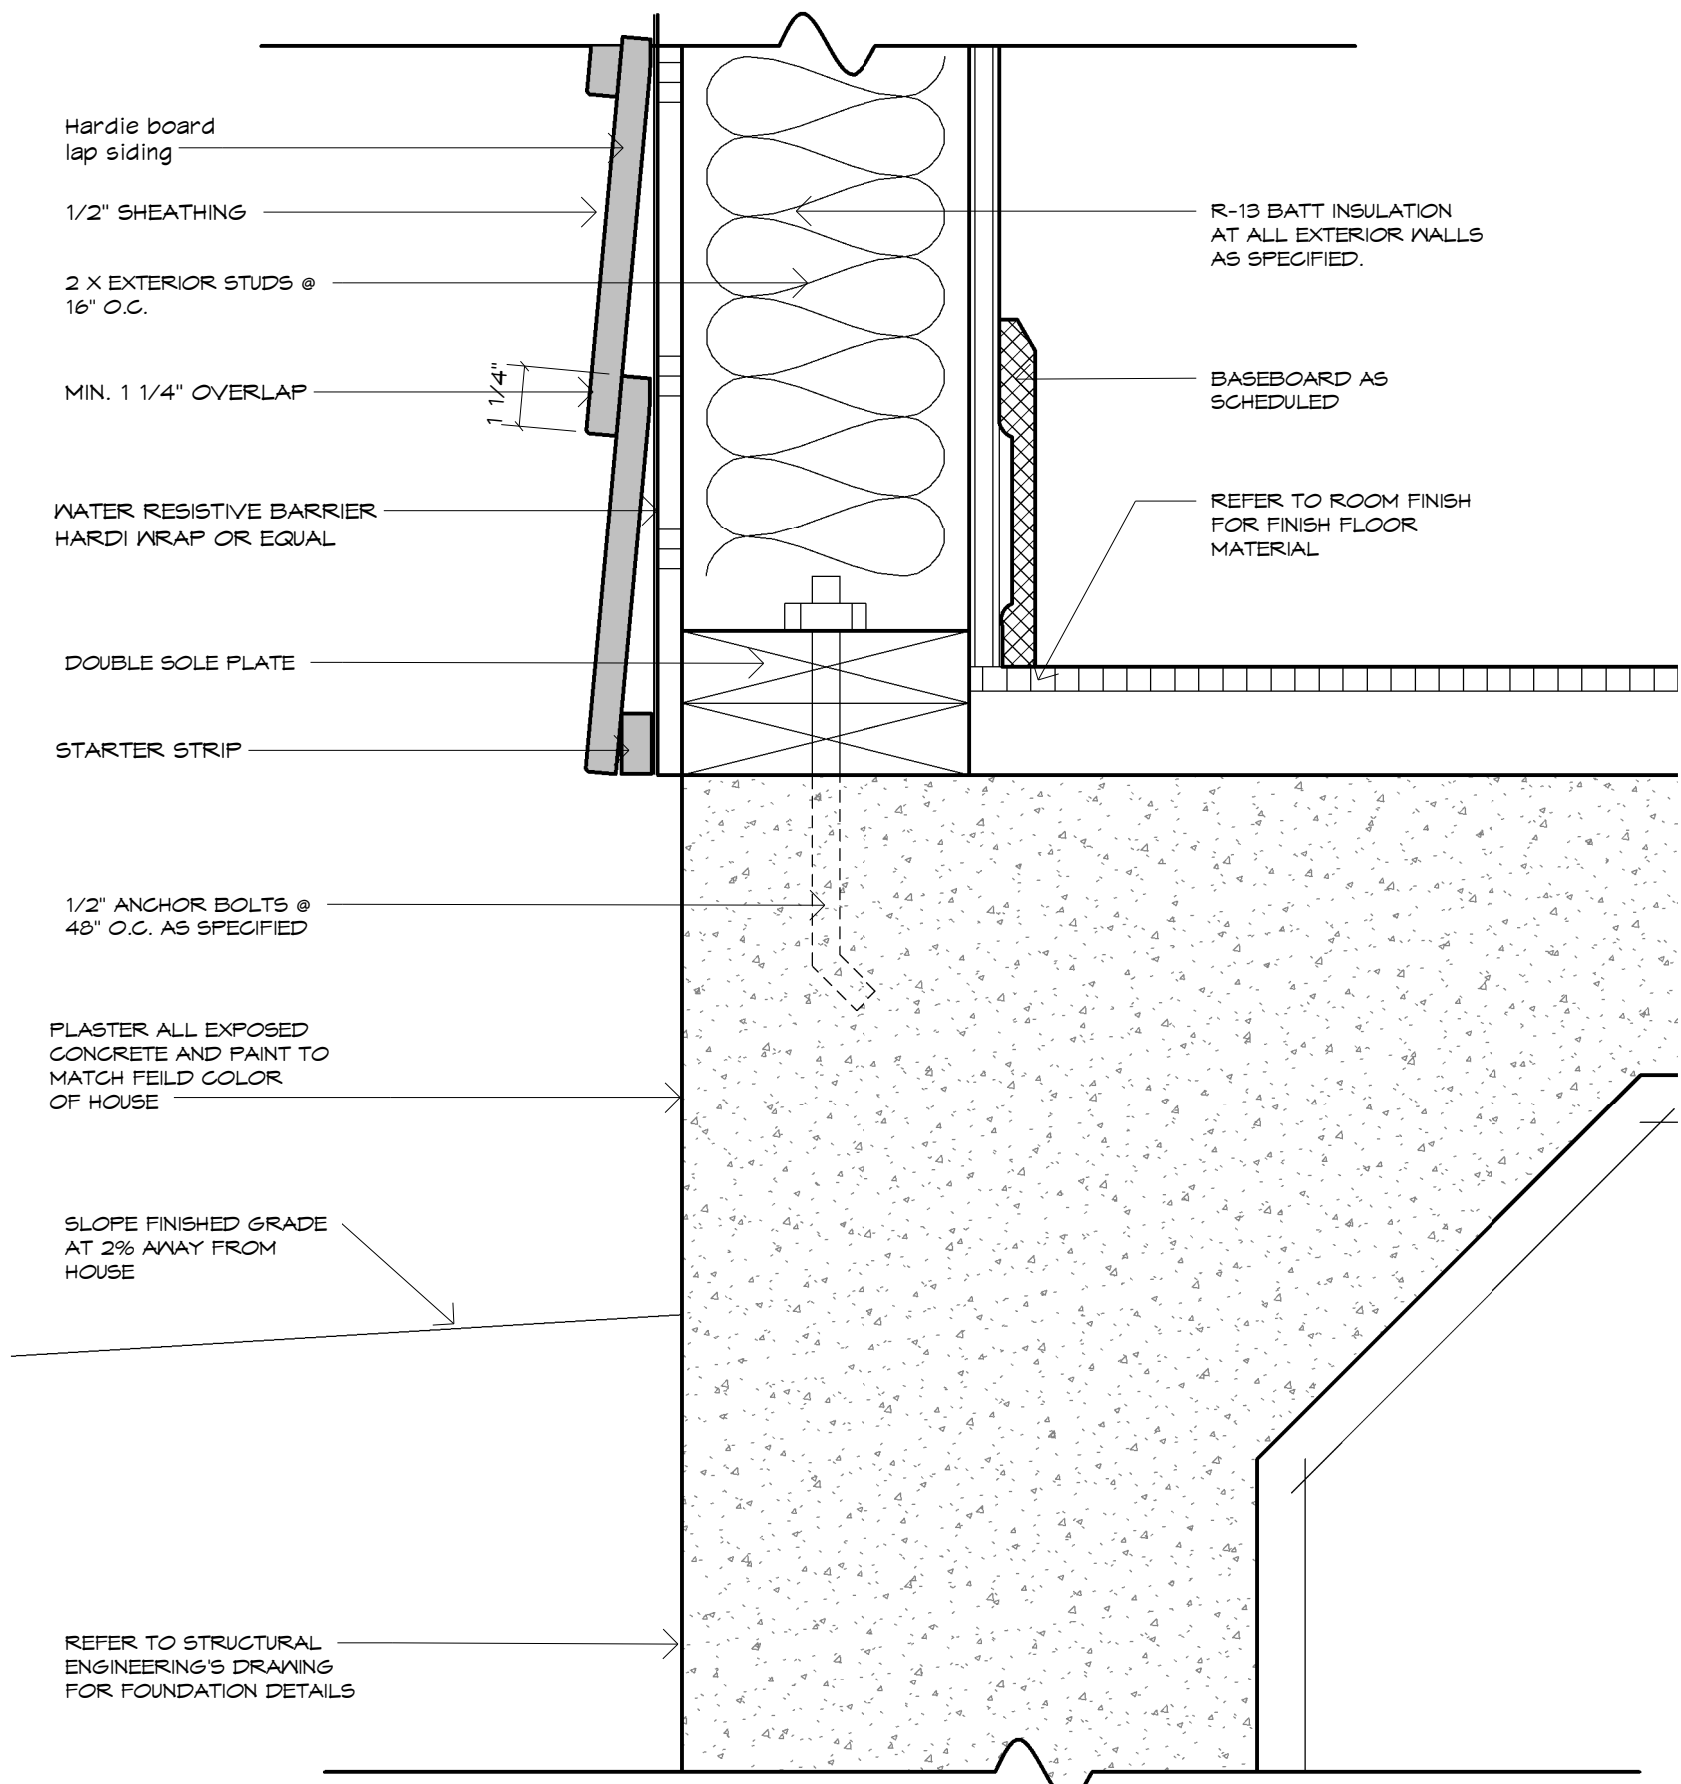 Hardie board
lap siding
1/2" SHEATHING
2 X EXTERIOR STUDS @
16" O.C.
MIN. 1 1/4" OVERLAP
1 1/4"
WATER RESISTIVE BARRIER
HARDI WRAP OR EQUAL
DOUBLE SOLE PLATE
STARTER STRIP
1/2" ANCHOR BOLTS @
48" O.C. AS SPECIFIED
PLASTER ALL EXPOSED
CONCRETE AND PAINT TO
MATCH FEILD COLOR
OF HOUSE
SLOPE FINISHED GRADE
AT 2% AWAY FROM
HOUSE
REFER TO STRUCTURAL
ENGINEERING'S DRAWING
FOR FOUNDATION DETAILS
R-13 BATT INSULATION
AT ALL EXTERIOR WALLS
AS SPECIFIED.
BASEBOARD AS
SCHEDULED
REFER TO ROOM FINISH
FOR FINISH FLOOR
MATERIAL